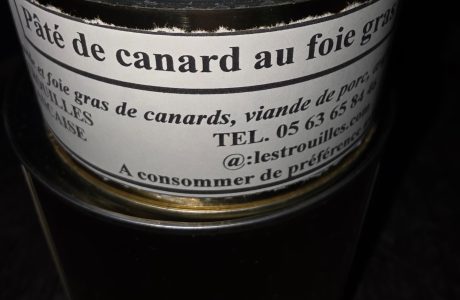 Pâté de canard au foie gras
et foie gras de canards, viande de porc,
TEL. 05 63 65 84
@:lestrouilles.com
A consommer de préférence